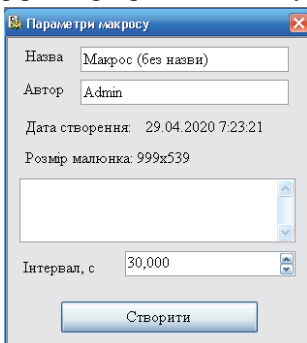 Параметри макросу
Назва Макрос (без назви)
Автор Admin
Дата створення: 29.04.2020 7:23:21
Розмір малюнка: 999x539
Інтервал, с 30,000
Створити